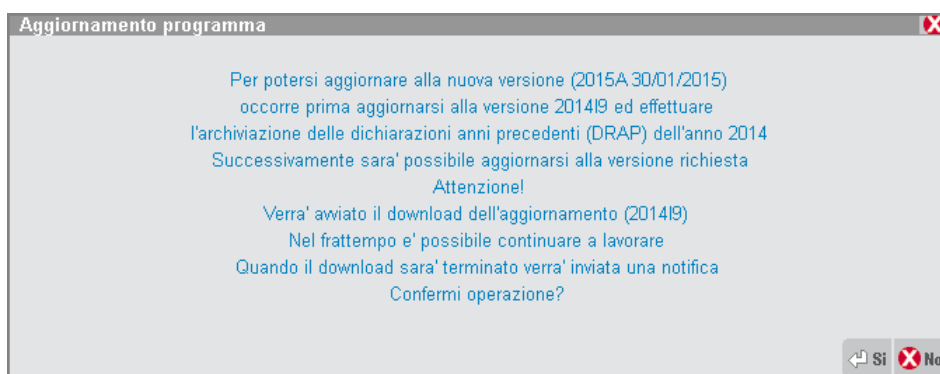 Aggiornamento programma
Per potersi aggiornare alla nuova versione (2015A 30/01/2015)
occorre prima aggiornarsi alla versione 2014I9 ed effettuare
l'archiviazione delle dichiarazioni anni precedenti (DRAP) dell'anno 2014
Successivamente sara' possibile aggiornarsi alla versione richiesta
Attenzione!
Verra' avviato il download dell'aggiornamento (2014I9)
Nel frattempo e' possibile continuare a lavorare
Quando il download sara' terminato verra' inviata una notifica
Confermi operazione?
Si No